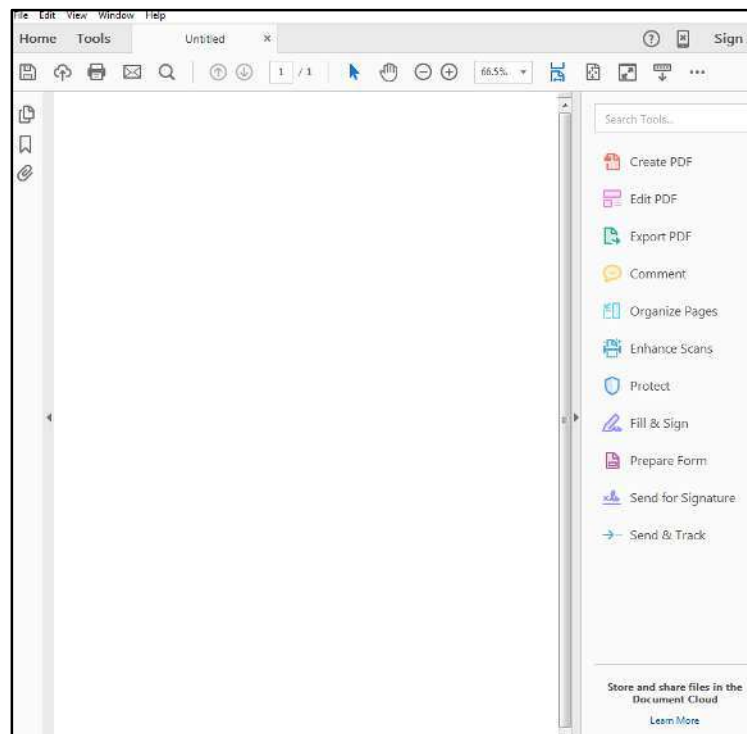 File Edit View Window Help
Home Tools Untitled × Sign
1 / 1 66.5%
Search Tools...
Create PDF
Edit PDF
Export PDF
Comment
Organize Pages
Enhance Scans
Protect
Fill & Sign
Prepare Form
Send for Signature
Send & Track
Store and share files in the
Document Cloud
Learn More